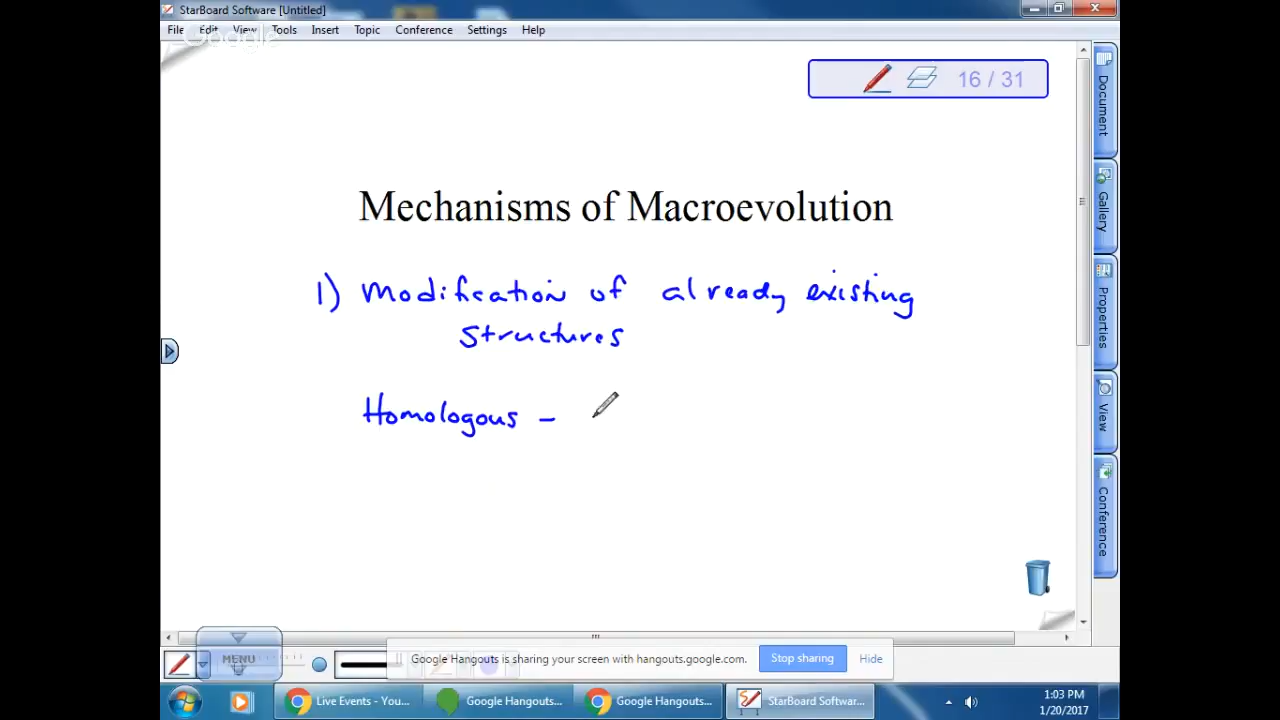 StarBoard Software [Untitled]
File Edit View Tools Insert Topic Conference Settings Help
Google
16 / 31
Document
Gallery
Properties
View
Conference
Mechanisms of Macroevolution
1) Modification of already existing
structures
Homologous –
MENU
Google Hangouts is sharing your screen with hangouts.google.com. Stop sharing Hide
Live Events - You... Google Hangouts... Google Hangouts... StarBoard Softwar...
1:03 PM
1/20/2017